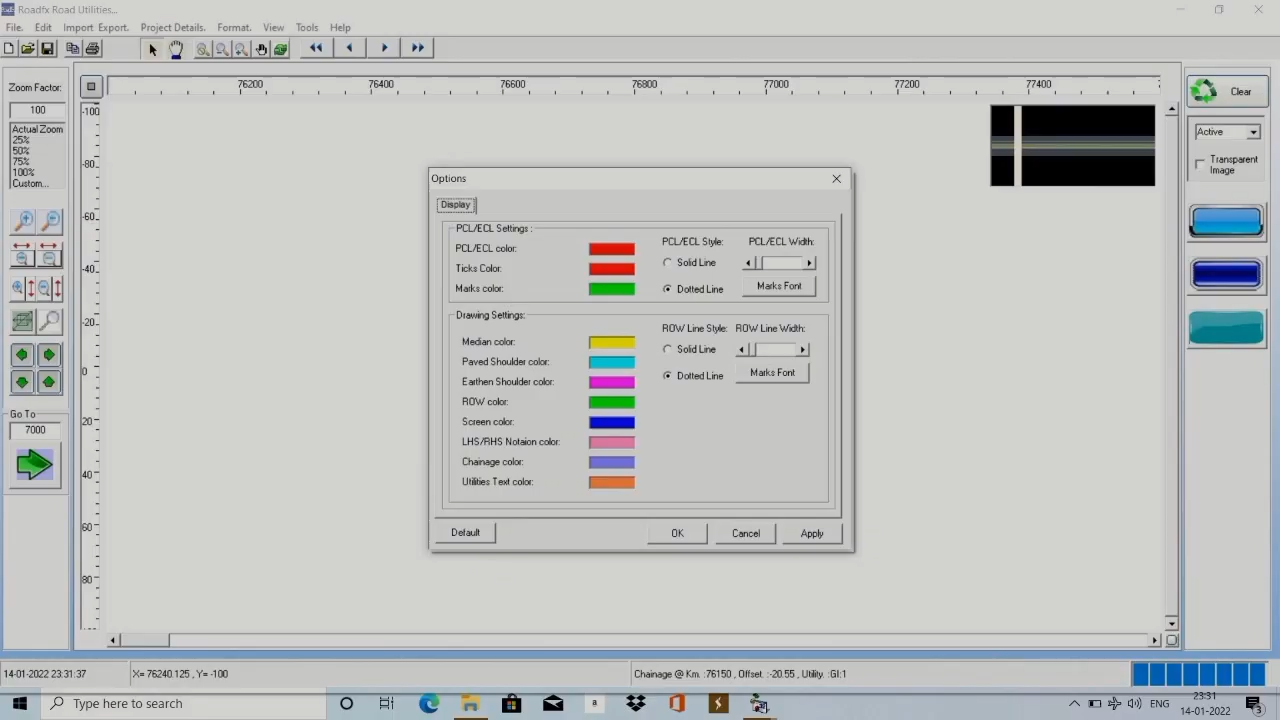 Roadfx Road Utilities...
File. Edit Import Export. Project Details. Format. View Tools Help
Zoom Factor:
100
Actual Zoom
25%
50%
75%
100%
Custom...
Go To
7000
76200 76400 76600 76800 77000 77200 77400
-100
-80
-60
-40
-20
0
20
40
60
80
Options
Display
PCL/ECL Settings :
PCL/ECL color:
Ticks Color:
Marks color:
PCL/ECL Style:
Solid Line
Dotted Line
PCL/ECL Width:
Marks Font
Drawing Settings:
Median color:
Paved Shoulder color:
Earthen Shoulder color:
ROW color:
Screen color:
LHS/RHS Notaion color:
Chainage color:
Utilities Text color:
ROW Line Style:
Solid Line
Dotted Line
ROW Line Width:
Marks Font
Default OK Cancel Apply
Clear
Active
Transparent
Image
14-01-2022 23:31:37 X= 76240.125 , Y= -100 Chainage @ Km. :76150 , Offset. :-20.55 Utility. :GI:1
Type here to search
ENG
23:31
14-01-2022
3